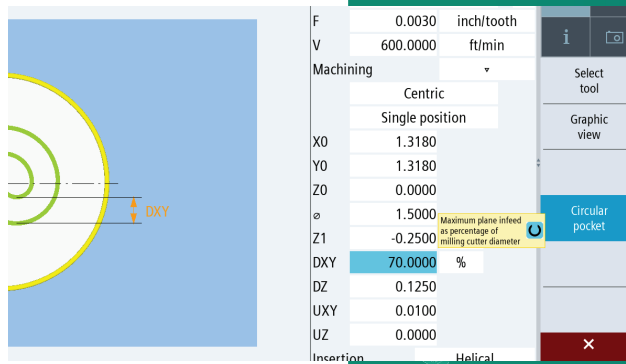 F 0.0030 inch/tooth
V 600.0000 ft/min
Machining ▿
Centric
Single position
X0 1.3180
Y0 1.3180
Z0 0.0000
⌀ 1.5000
Z1 -0.2500
DXY 70.0000 %
DZ 0.1250
UXY 0.0100
UZ 0.0000
Insertion Helical
Maximum plane infeed
as percentage of
milling cutter diameter
DXY
i
Select
tool
Graphic
view
Circular
pocket
×